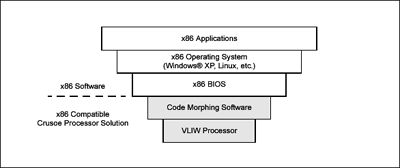 x86 Applications
x86 Operating System
(Windows® XP, Linux, etc.)
x86 BIOS
x86 Software
Code Morphing Software
x86 Compatible
Crusoe Processor Solution
VLIW Processor